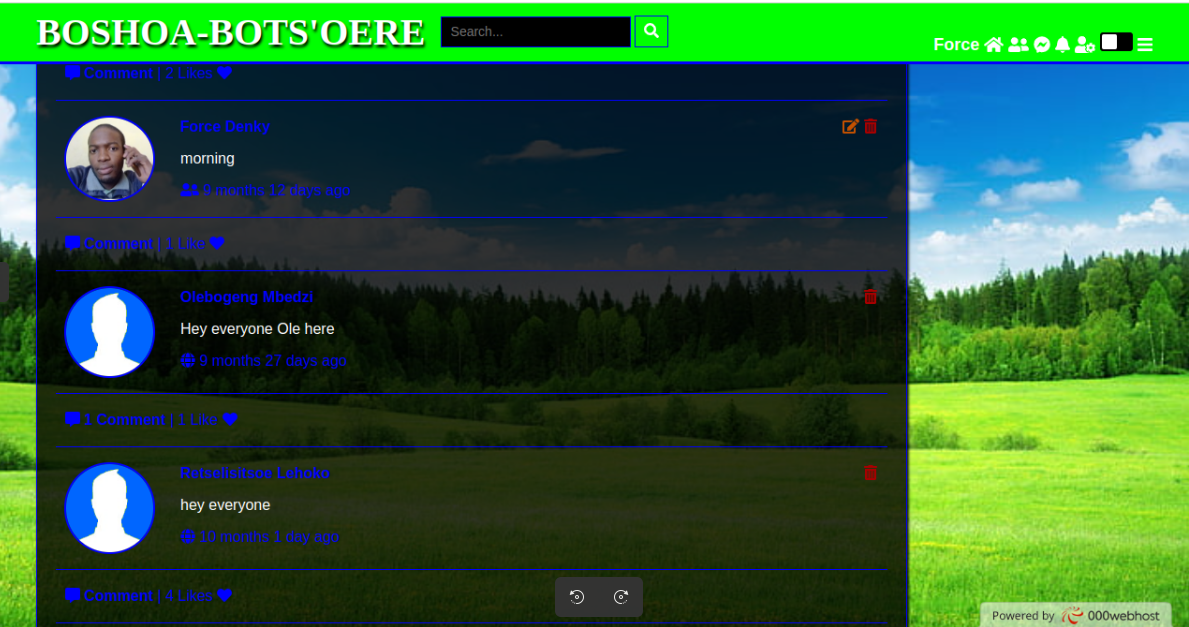 BOSHOA-BOTS'OERE
Search...
Force
Comment | 2 Likes
Force Denky
morning
9 months 12 days ago
Comment | 1 Like
Olebogeng Mbedzi
Hey everyone Ole here
9 months 27 days ago
1 Comment | 1 Like
Retselisitsoe Lehoko
hey everyone
10 months 1 day ago
Comment | 4 Likes
Powered by 000webhost